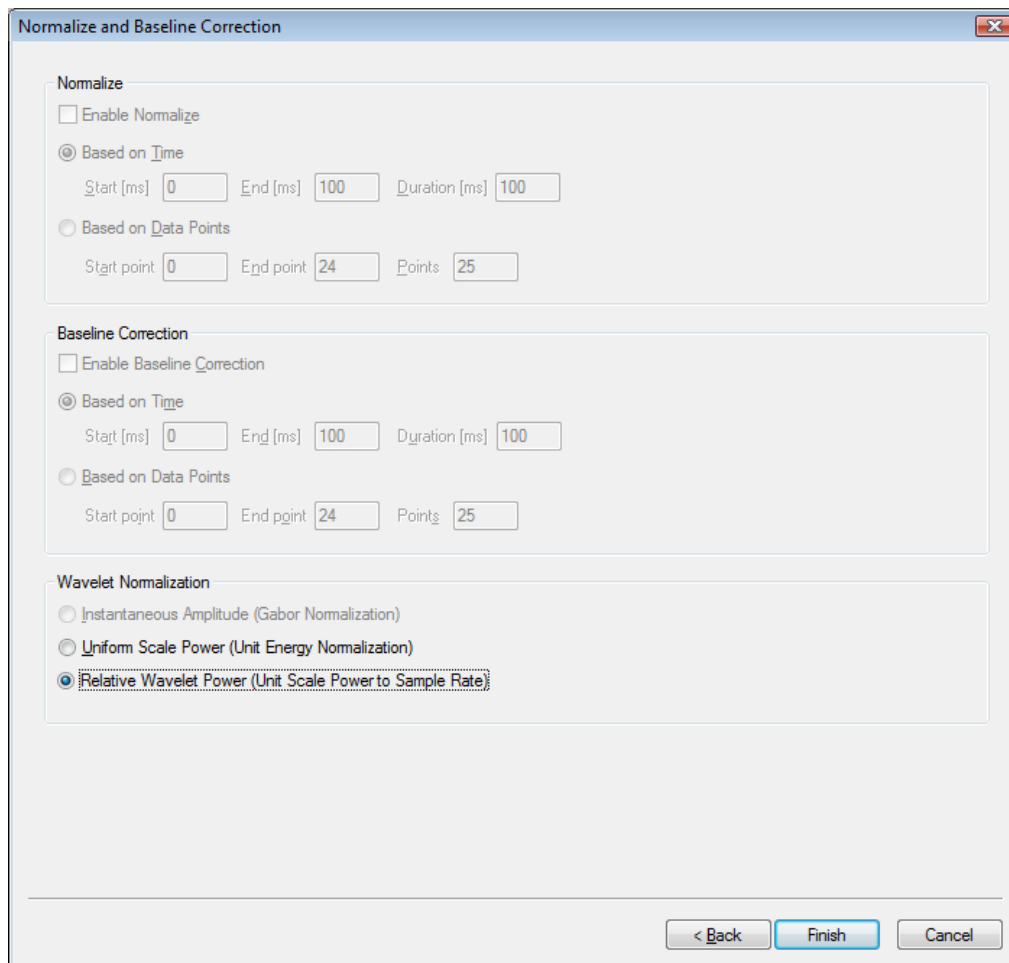 Normalize and Baseline Correction
Normalize
Enable Normalize
Based on Time
Start [ms] 0 End [ms] 100 Duration [ms] 100
Based on Data Points
Start point 0 End point 24 Points 25
Baseline Correction
Enable Baseline Correction
Based on Time
Start [ms] 0 End [ms] 100 Duration [ms] 100
Based on Data Points
Start point 0 End point 24 Points 25
Wavelet Normalization
Instantaneous Amplitude (Gabor Normalization)
Uniform Scale Power (Unit Energy Normalization)
Relative Wavelet Power (Unit Scale Power to Sample Rate)
< Back Finish Cancel